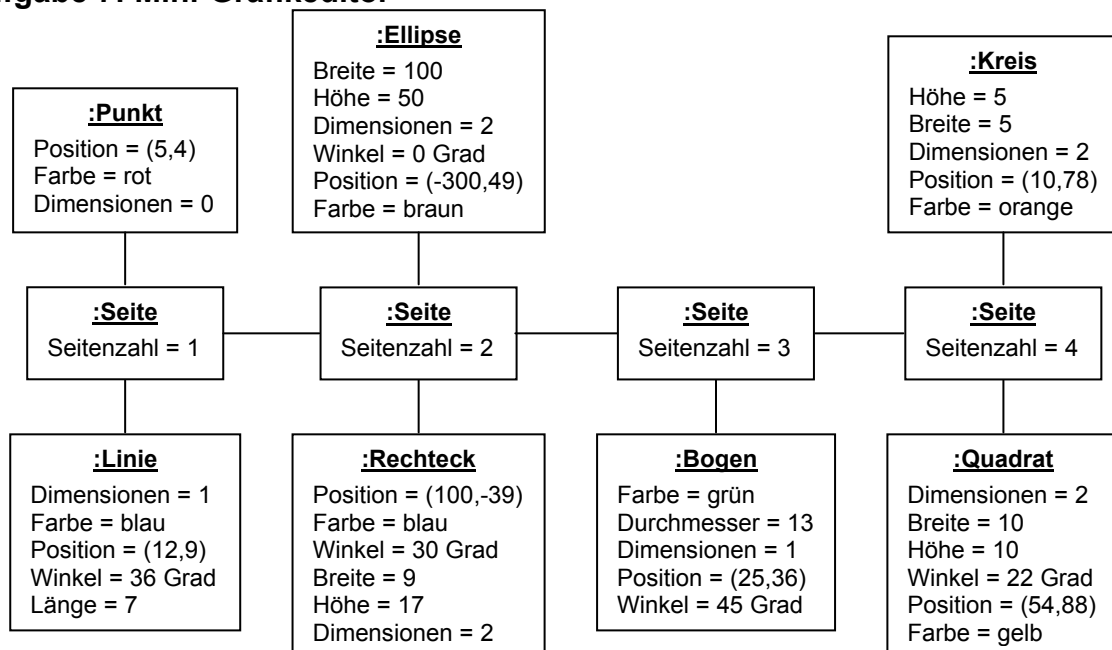 :Ellipse
Breite = 100
Höhe = 50
Dimensionen = 2
Winkel = 0 Grad
Position = (-300,49)
Farbe = braun
:Kreis
Höhe = 5
Breite = 5
Dimensionen = 2
Position = (10,78)
Farbe = orange
:Punkt
Position = (5,4)
Farbe = rot
Dimensionen = 0
:Seite
Seitenzahl = 1
:Seite
Seitenzahl = 2
:Seite
Seitenzahl = 3
:Seite
Seitenzahl = 4
:Linie
Dimensionen = 1
Farbe = blau
Position = (12,9)
Winkel = 36 Grad
Länge = 7
:Rechteck
Position = (100,-39)
Farbe = blau
Winkel = 30 Grad
Breite = 9
Höhe = 17
Dimensionen = 2
:Bogen
Farbe = grün
Durchmesser = 13
Dimensionen = 1
Position = (25,36)
Winkel = 45 Grad
:Quadrat
Dimensionen = 2
Breite = 10
Höhe = 10
Winkel = 22 Grad
Position = (54,88)
Farbe = gelb